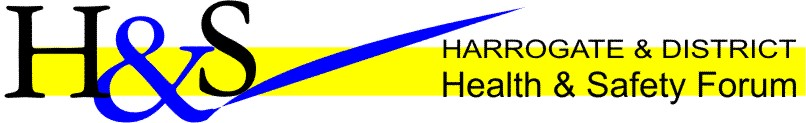 H&S
HARROGATE & DISTRICT
Health & Safety Forum